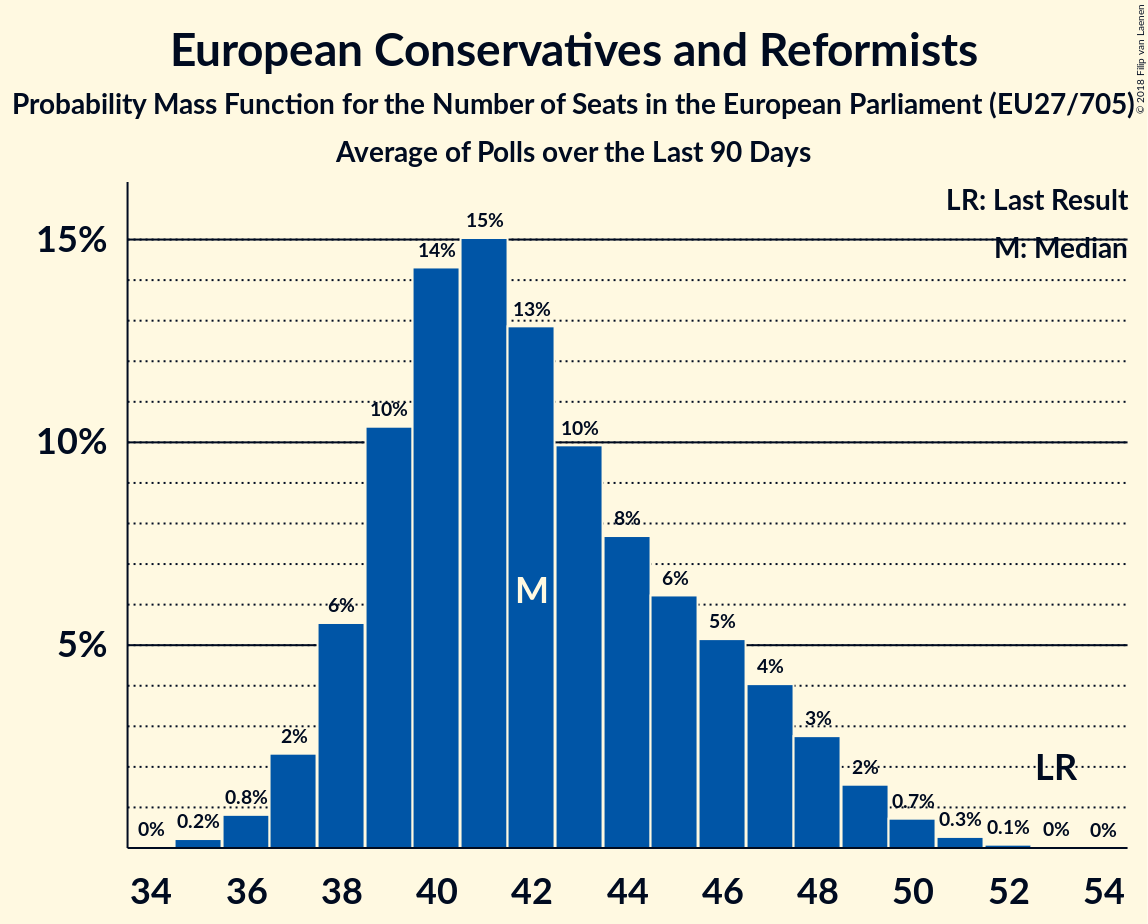 European Conservatives and Reformists
Probability Mass Function for the Number of Seats in the European Parliament (EU27/705)
Average of Polls over the Last 90 Days
© 2018 Filip van Laenen
LR: Last Result
M: Median
15%
10%
5%
0%
0.2%
0.8%
2%
6%
10%
14%
15%
13%
10%
8%
6%
5%
4%
3%
2%
0.7%
0.3%
0.1%
0%
0%
M
LR
34 36 38 40 42 44 46 48 50 52 54